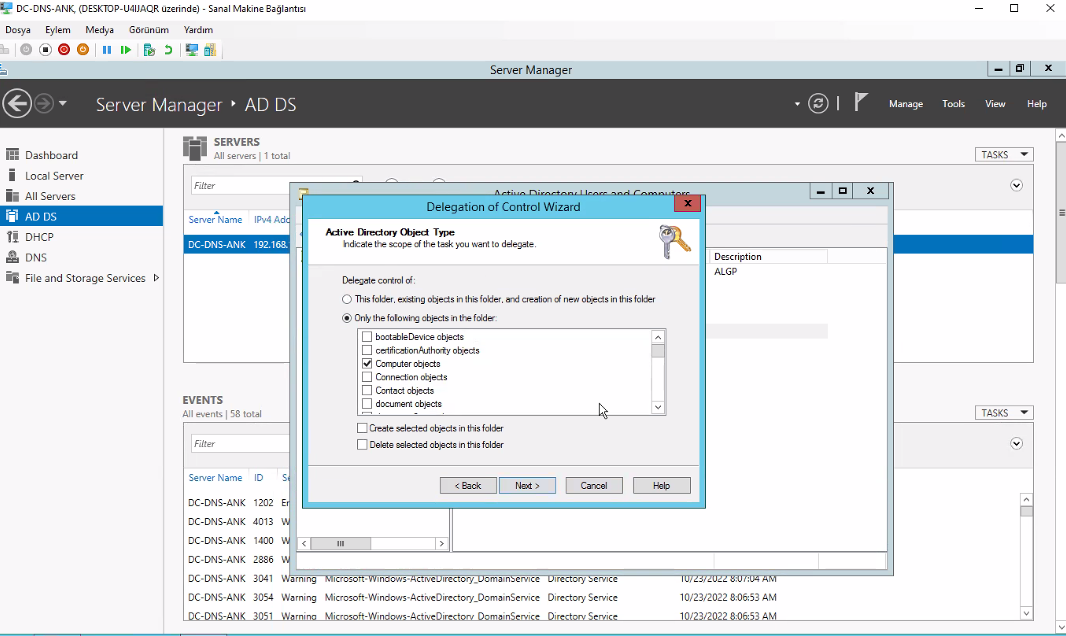 DC-DNS-ANK, (DESKTOP-U4IJAQR üzerinde) - Sanal Makine Bağlantısı
Dosya Eylem Medya Görünüm Yardım
Server Manager
Server Manager ‣ AD DS
Manage Tools View Help
Dashboard
Local Server
All Servers
AD DS
DHCP
DNS
File and Storage Services
SERVERS
All servers | 1 total
TASKS
Filter
Server Name IPv4 Add
DC-DNS-ANK 192.168.
Active Directory Users and Computers
Description
ALGP
Delegation of Control Wizard
Active Directory Object Type
Indicate the scope of the task you want to delegate.
Delegate control of:
This folder, existing objects in this folder, and creation of new objects in this folder
Only the following objects in the folder:
bootableDevice objects
certificationAuthority objects
Computer objects
Connection objects
Contact objects
document objects
Create selected objects in this folder
Delete selected objects in this folder
< Back Next > Cancel Help
EVENTS
All events | 58 total
TASKS
Filter
Server Name ID Se
DC-DNS-ANK 1202 Er
DC-DNS-ANK 4013 W
DC-DNS-ANK 1400 W
DC-DNS-ANK 2886 W
DC-DNS-ANK 3041 Warning Microsoft-Windows-ActiveDirectory_DomainService Directory Service 10/23/2022 8:07:04 AM
DC-DNS-ANK 3054 Warning Microsoft-Windows-ActiveDirectory_DomainService Directory Service 10/23/2022 8:06:53 AM
DC-DNS-ANK 3051 Warning Microsoft-Windows-ActiveDirectory_DomainService Directory Service 10/23/2022 8:06:53 AM